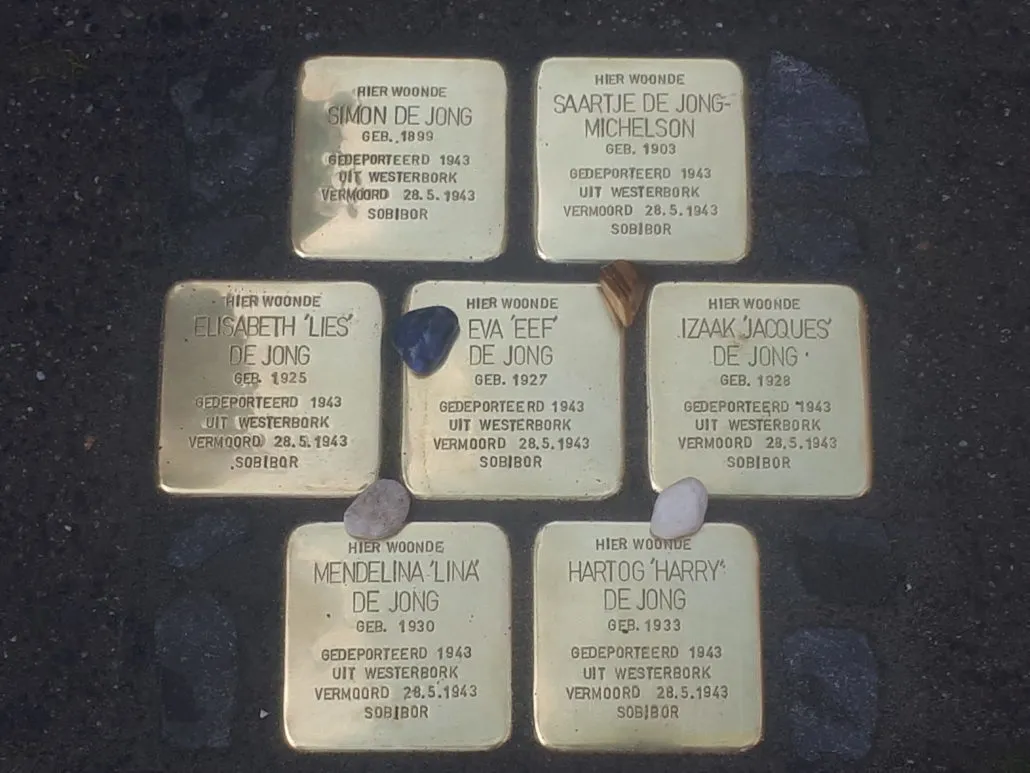 HIER WOONDE
SIMON DE JONG
GEB. 1899
GEDEPORTEERD 1943
UIT WESTERBORK
VERMOORD 28.5.1943
SOBIBOR
HIER WOONDE
SAARTJE DE JONG-
MICHELSON
GEB. 1903
GEDEPORTEERD 1943
UIT WESTERBORK
VERMOORD 28.5.1943
SOBIBOR
HIER WOONDE
ELISABETH 'LIES'
DE JONG
GEB. 1925
GEDEPORTEERD 1943
UIT WESTERBORK
VERMOORD 28.5.1943
SOBIBOR
HIER WOONDE
EVA 'EEF'
DE JONG
GEB. 1927
GEDEPORTEERD 1943
UIT WESTERBORK
VERMOORD 28.5.1943
SOBIBOR
HIER WOONDE
IZAAK 'JACQUES'
DE JONG
GEB. 1928
GEDEPORTEERD 1943
UIT WESTERBORK
VERMOORD 28.5.1943
SOBIBOR
HIER WOONDE
MENDELINA 'LINA'
DE JONG
GEB. 1930
GEDEPORTEERD 1943
UIT WESTERBORK
VERMOORD 28.5.1943
SOBIBOR
HIER WOONDE
HARTOG 'HARRY'
DE JONG
GEB. 1933
GEDEPORTEERD 1943
UIT WESTERBORK
VERMOORD 28.5.1943
SOBIBOR